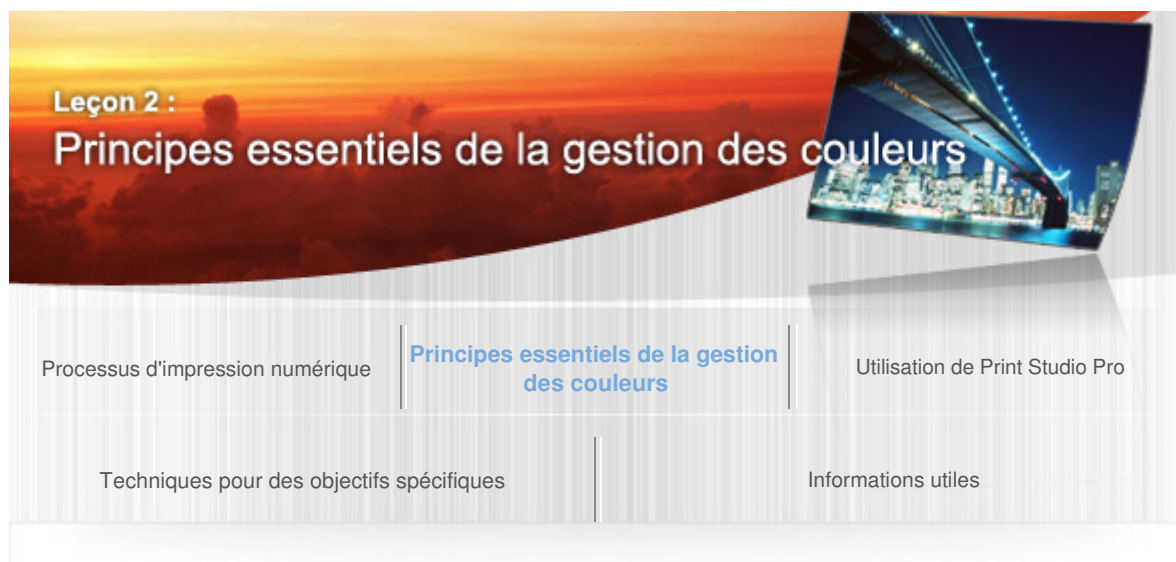 Leçon 2 :
Principes essentiels de la gestion des couleurs
Processus d'impression numérique
Principes essentiels de la gestion
des couleurs
Utilisation de Print Studio Pro
Techniques pour des objectifs spécifiques
Informations utiles